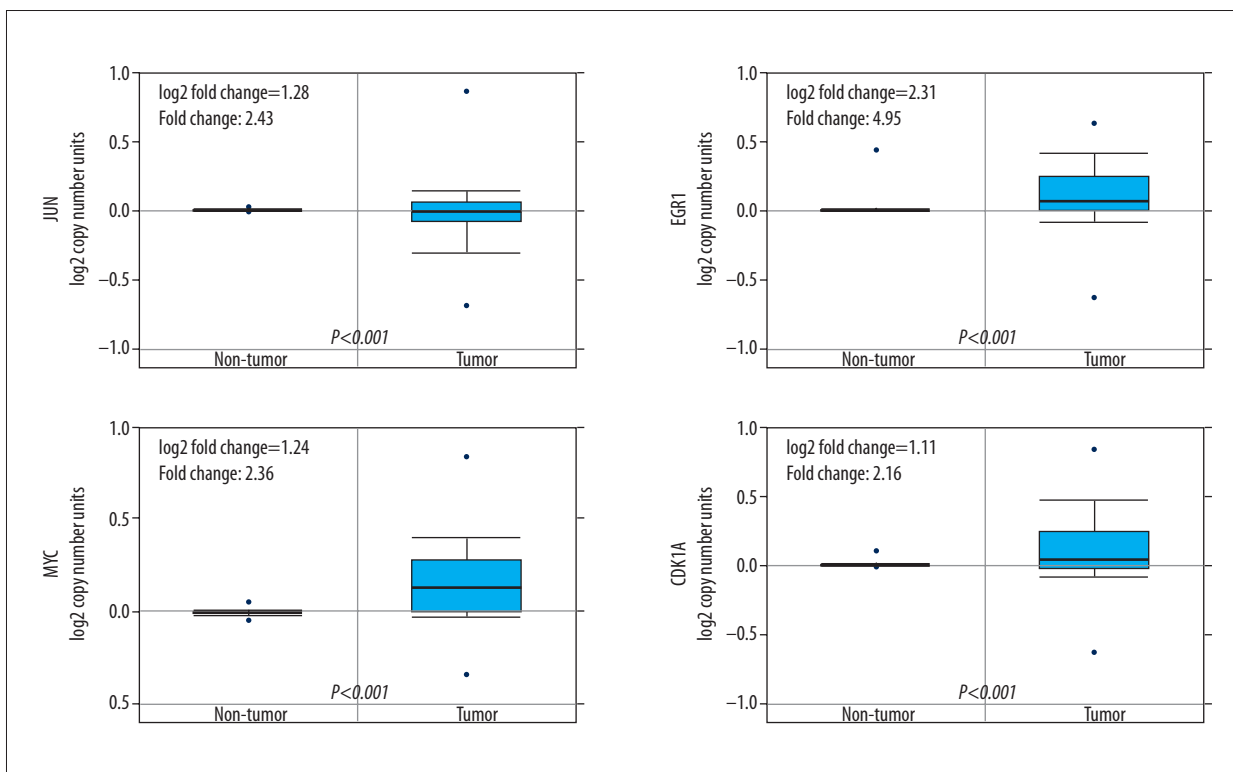 JUN
log2 copy number units
1.0
0.5
0.0
−0.5
−1.0
log2 fold change=1.28
Fold change: 2.43
P<0.001
Non-tumor
Tumor
EGR1
log2 copy number units
1.0
0.5
0.0
−0.5
−1.0
log2 fold change=2.31
Fold change: 4.95
P<0.001
Non-tumor
Tumor
MYC
log2 copy number units
1.0
0.5
0.0
0.5
log2 fold change=1.24
Fold change: 2.36
P<0.001
Non-tumor
Tumor
CDK1A
log2 copy number units
1.0
0.5
0.0
−0.5
−1.0
log2 fold change=1.11
Fold change: 2.16
P<0.001
Non-tumor
Tumor